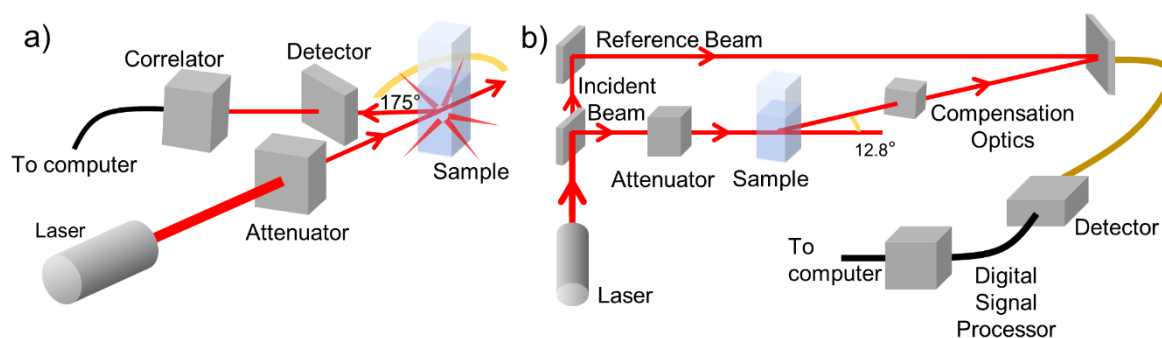 a)
Correlator
Detector
175°
To computer
Sample
Attenuator
Laser
b)
Reference Beam
Incident
Beam
Compensation
Optics
12.8°
Attenuator
Sample
Detector
To
computer
Digital
Signal
Processor
Laser